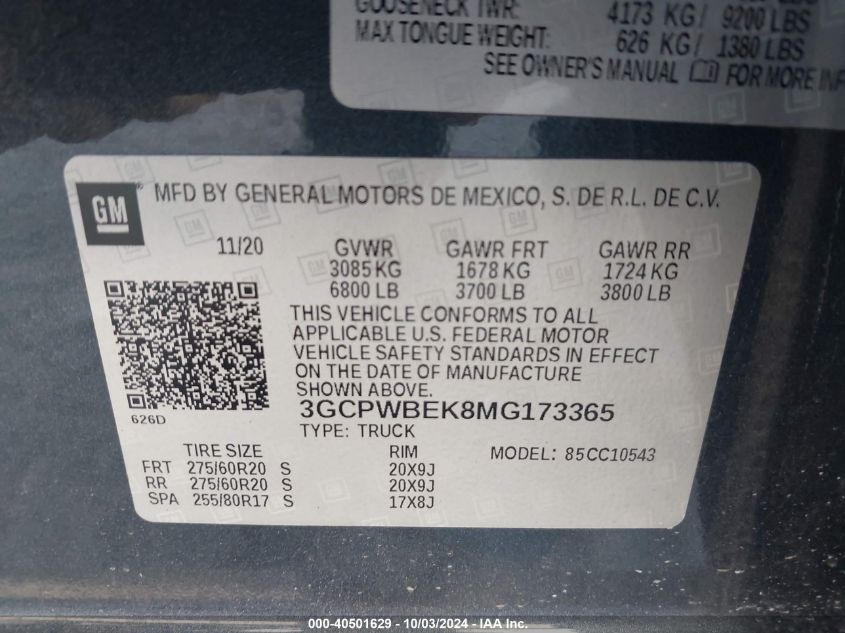 GOOSENECK TWR: 4173 KG/ 9200 LBS
MAX TONGUE WEIGHT: 626 KG/ 1380 LBS
SEE OWNER'S MANUAL FOR MORE INF
GM
MFD BY GENERAL MOTORS DE MEXICO, S. DE R.L. DE C.V.
11/20 GVWR GAWR FRT GAWR RR
3085 KG 1678 KG 1724 KG
6800 LB 3700 LB 3800 LB
THIS VEHICLE CONFORMS TO ALL
APPLICABLE U.S. FEDERAL MOTOR
VEHICLE SAFETY STANDARDS IN EFFECT
ON THE DATE OF MANUFACTURE
SHOWN ABOVE.
626D
3GCPWBEK8MG173365
TYPE: TRUCK
TIRE SIZE RIM MODEL: 85CC10543
FRT 275/60R20 S 20X9J
RR 275/60R20 S 20X9J
SPA 255/80R17 S 17X8J
000-40501629 - 10/03/2024 - IAA Inc.